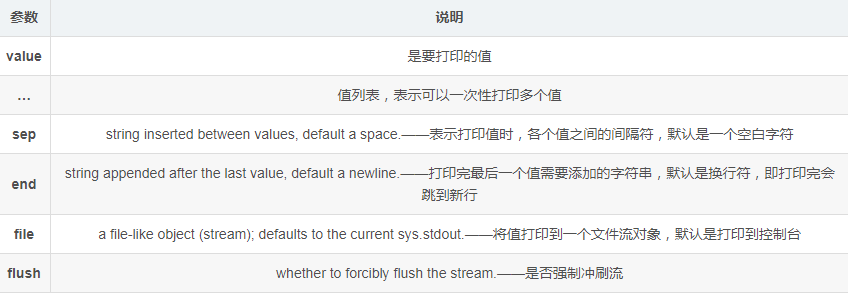 参数 说明
value 是要打印的值
… 值列表，表示可以一次性打印多个值
sep string inserted between values, default a space.——表示打印值时，各个值之间的间隔符，默认是一个空白字符
end string appended after the last value, default a newline.——打印完最后一个值需要添加的字符串，默认是换行符，即打印完会
跳到新行
file a file-like object (stream); defaults to the current sys.stdout.——将值打印到一个文件流对象，默认是打印到控制台
flush whether to forcibly flush the stream.——是否强制冲刷流